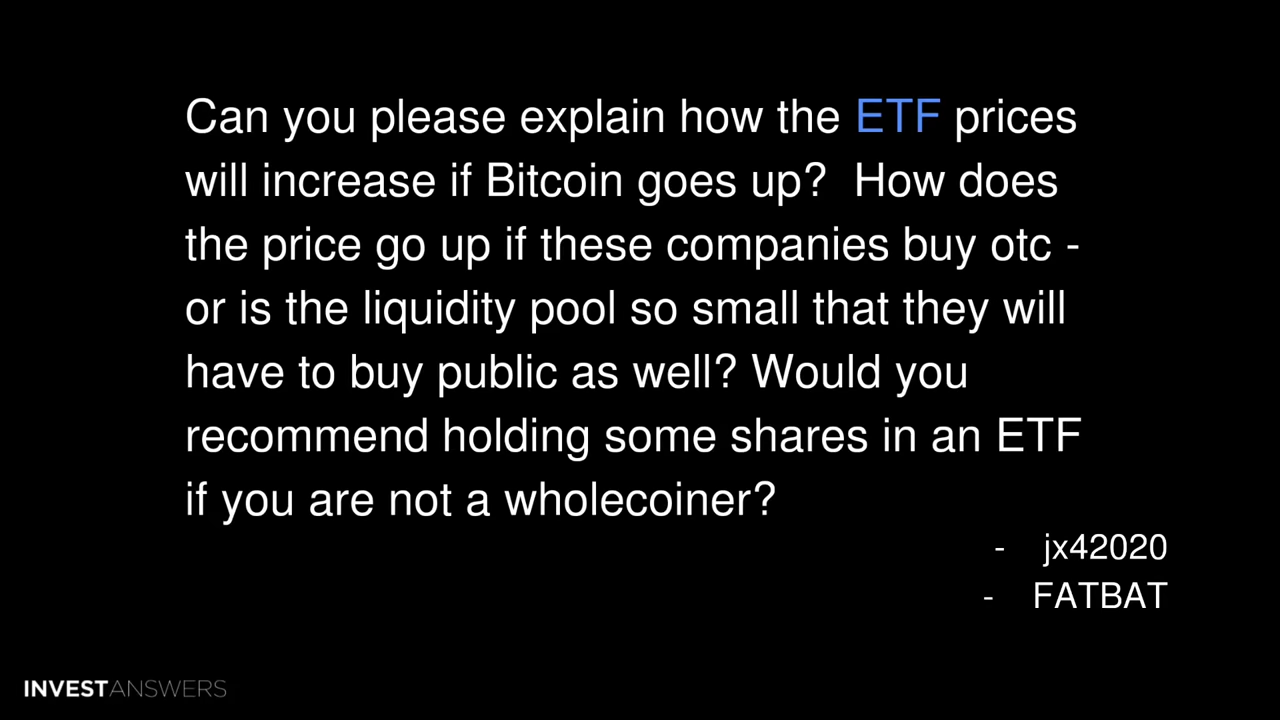 Can you please explain how the ETF prices
will increase if Bitcoin goes up?  How does
the price go up if these companies buy otc -
or is the liquidity pool so small that they will
have to buy public as well? Would you
recommend holding some shares in an ETF
if you are not a wholecoiner?
- jx42020
- FATBAT
INVESTANSWERS